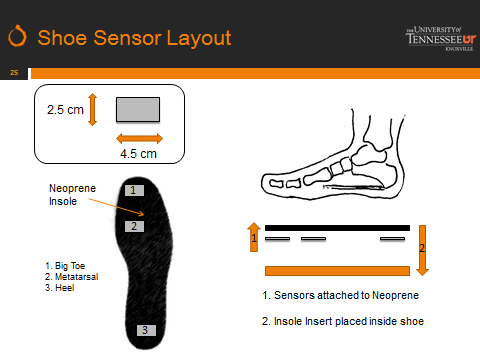 Shoe Sensor Layout
THE UNIVERSITY OF
TENNESSEE UT
KNOXVILLE
25
2.5 cm
4.5 cm
Neoprene
Insole
1
2
1. Big Toe
2. Metatarsal
3. Heel
3
1
2
1. Sensors attached to Neoprene
2. Insole Insert placed inside shoe